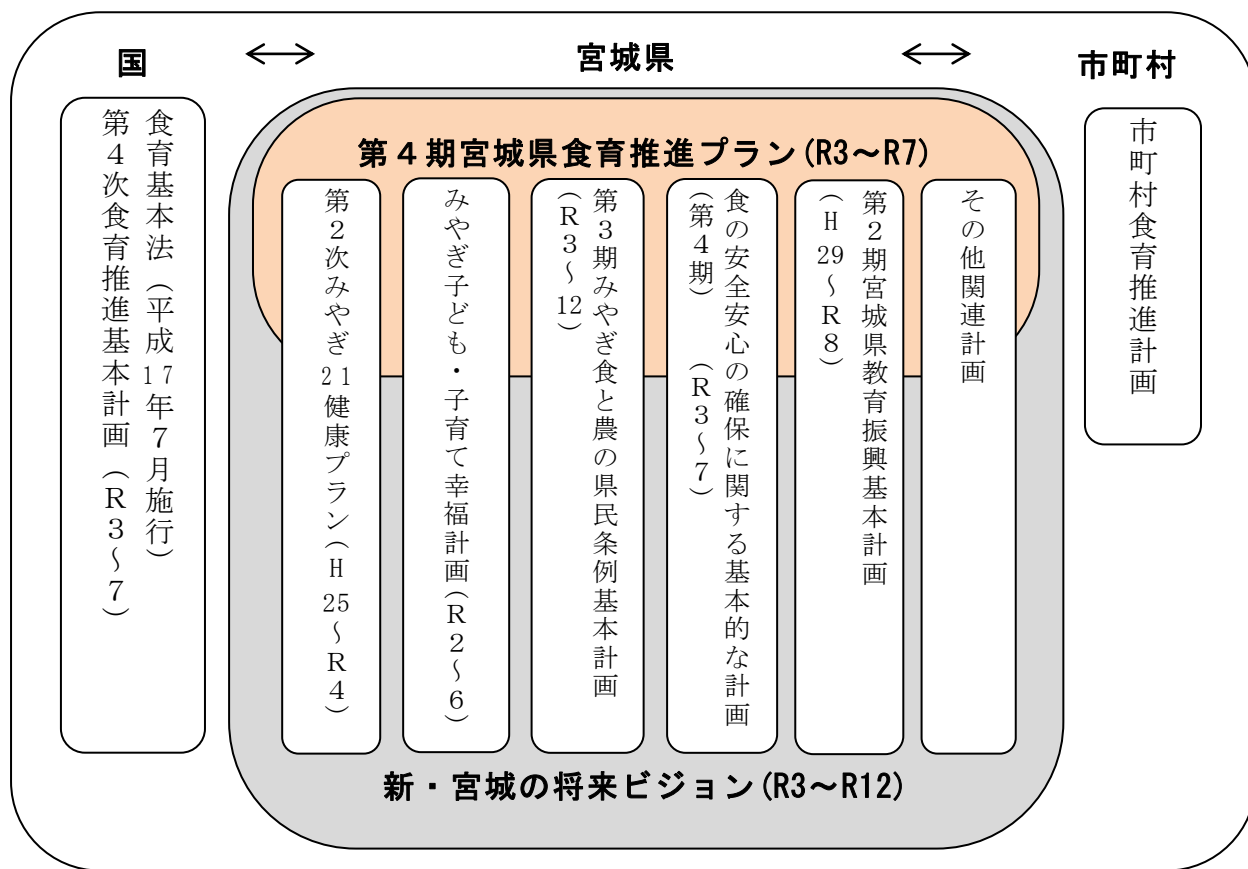 国
宮城県
市町村
食育基本法（平成17年７月施行）
第４次食育推進基本計画（Ｒ３～７）
第４期宮城県食育推進プラン(R3～R7)
第２次みやぎ21健康プラン（Ｈ25～Ｒ４）
みやぎ子ども・子育て幸福計画（Ｒ２～６）
第３期みやぎ食と農の県民条例基本計画
（Ｒ３～12）
食の安全安心の確保に関する基本的な計画
（第４期）　（Ｒ３～７）
第２期宮城県教育振興基本計画
（Ｈ29～Ｒ８）
その他関連計画
新・宮城の将来ビジョン(R3～R12)
市町村食育推進計画